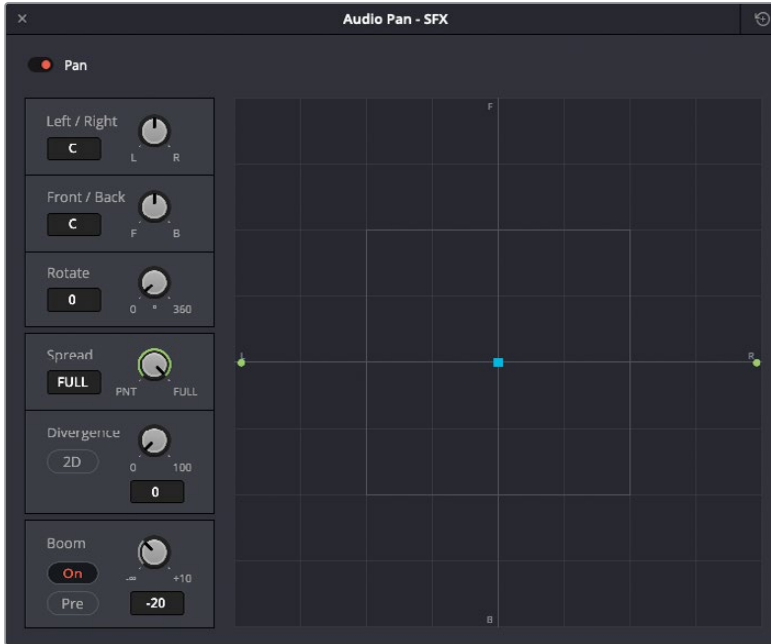 Audio Pan - SFX
Pan
Left / Right
C
L R
Front / Back
C
F B
Rotate
0
0 ° 360
Spread
FULL
PNT FULL
Divergence
2D
0 100
0
Boom
On
-∞ +10
Pre
-20
F
L
R
B